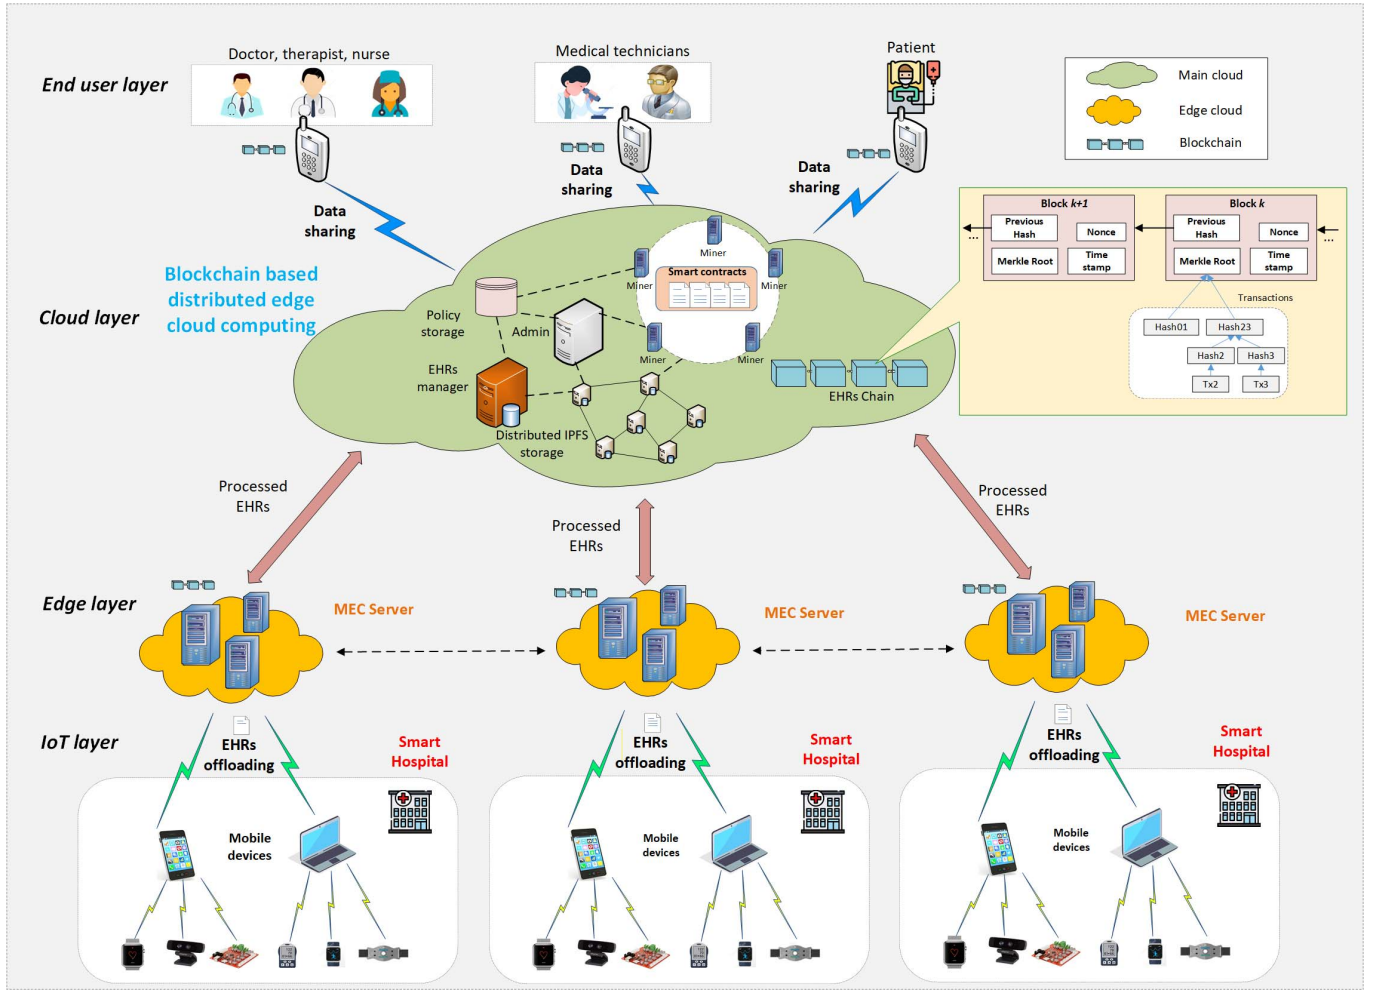 Doctor, therapist, nurse
Medical technicians
Patient
End user layer
Main cloud
Edge cloud
Blockchain
Data
sharing
Data
sharing
Data
sharing
Block k+1
Previous
Hash
Nonce
Merkle Root
Time
stamp
...
Block k
Previous
Hash
Nonce
Merkle Root
Time
stamp
...
Transactions
Hash01
Hash23
Hash2
Hash3
Tx2
Tx3
Blockchain based
distributed edge
cloud computing
Cloud layer
Miner
Miner
Miner
Smart contracts
Miner
Miner
Policy
storage
Admin
EHRs
manager
Distributed IPFS
storage
EHRs Chain
Processed
EHRs
Processed
EHRs
Processed
EHRs
Edge layer
MEC Server
MEC Server
MEC Server
IoT layer
EHRs
offloading
Smart
Hospital
Mobile
devices
EHRs
offloading
Smart
Hospital
Mobile
devices
EHRs
offloading
Smart
Hospital
Mobile
devices